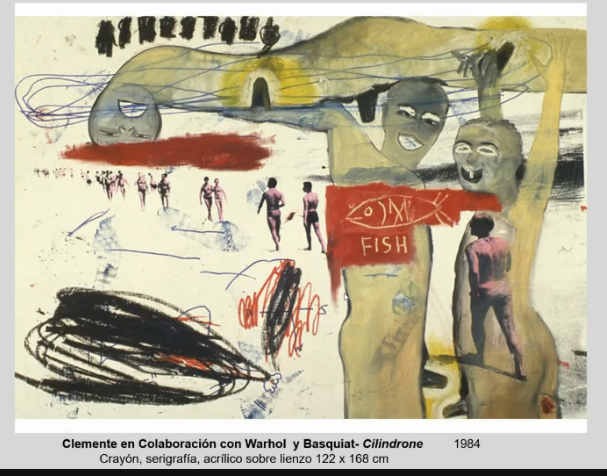 FISH
Clemente en Colaboración con Warhol  y Basquiat- Cilindrone 1984
Crayón, serigrafía, acrílico sobre lienzo 122 x 168 cm